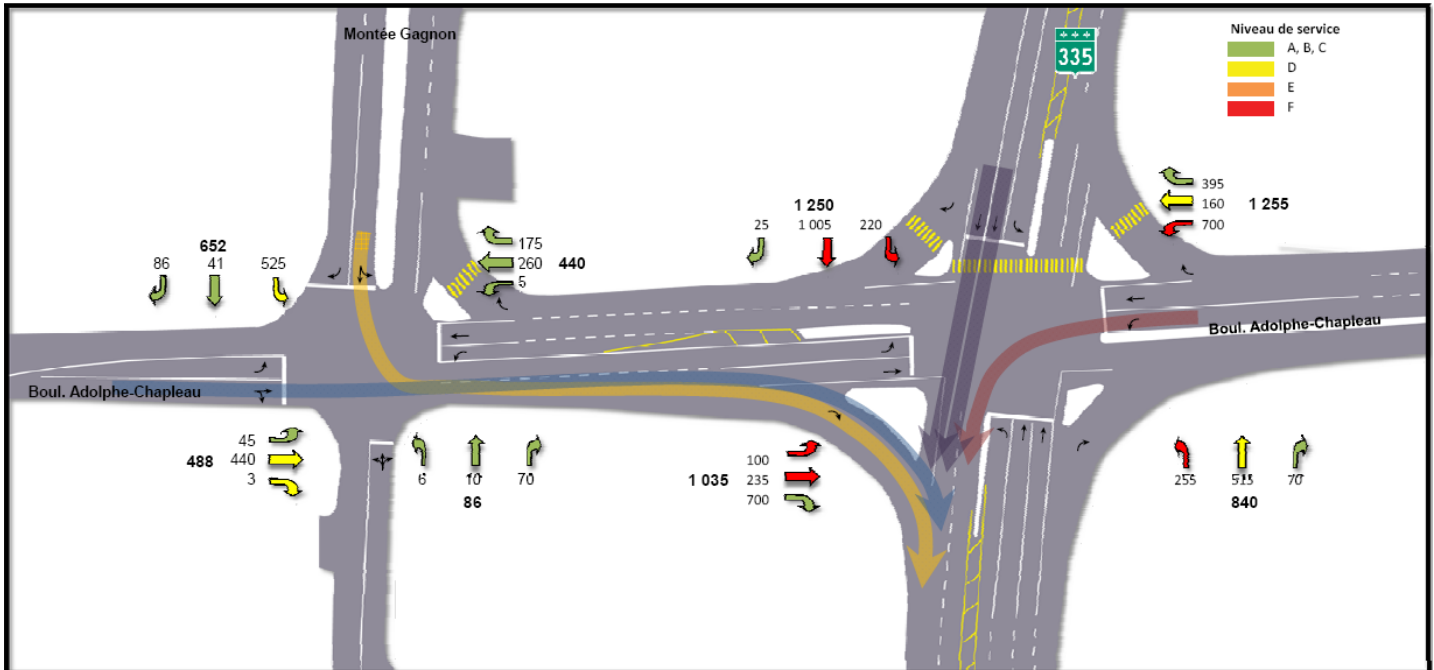 Montée Gagnon
335
Niveau de service
A, B, C
D
E
F
652
86 41 525
175
260 440
5
1 250
25 1 005 220
395
160 1 255
700
Boul. Adolphe-Chapleau
Boul. Adolphe-Chapleau
45
488 440
3
6 10 70
86
100
1 035 235
700
255 515 70
840